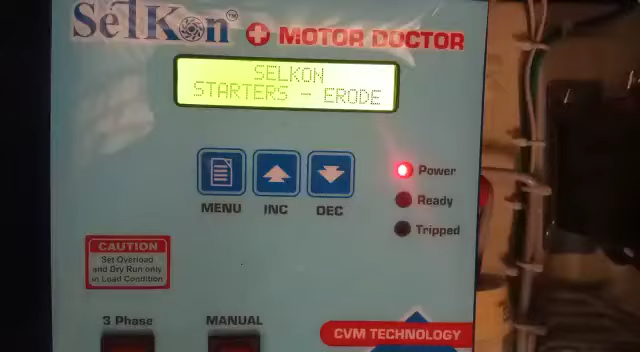 SelKon™ MOTOR DOCTOR
SELKON
STARTERS - ERODE
MENU INC DEC
Power
Ready
Tripped
CAUTION
Set Overload
and Dry Run only
in Load Condition
3 Phase MANUAL
CVM TECHNOLOGY